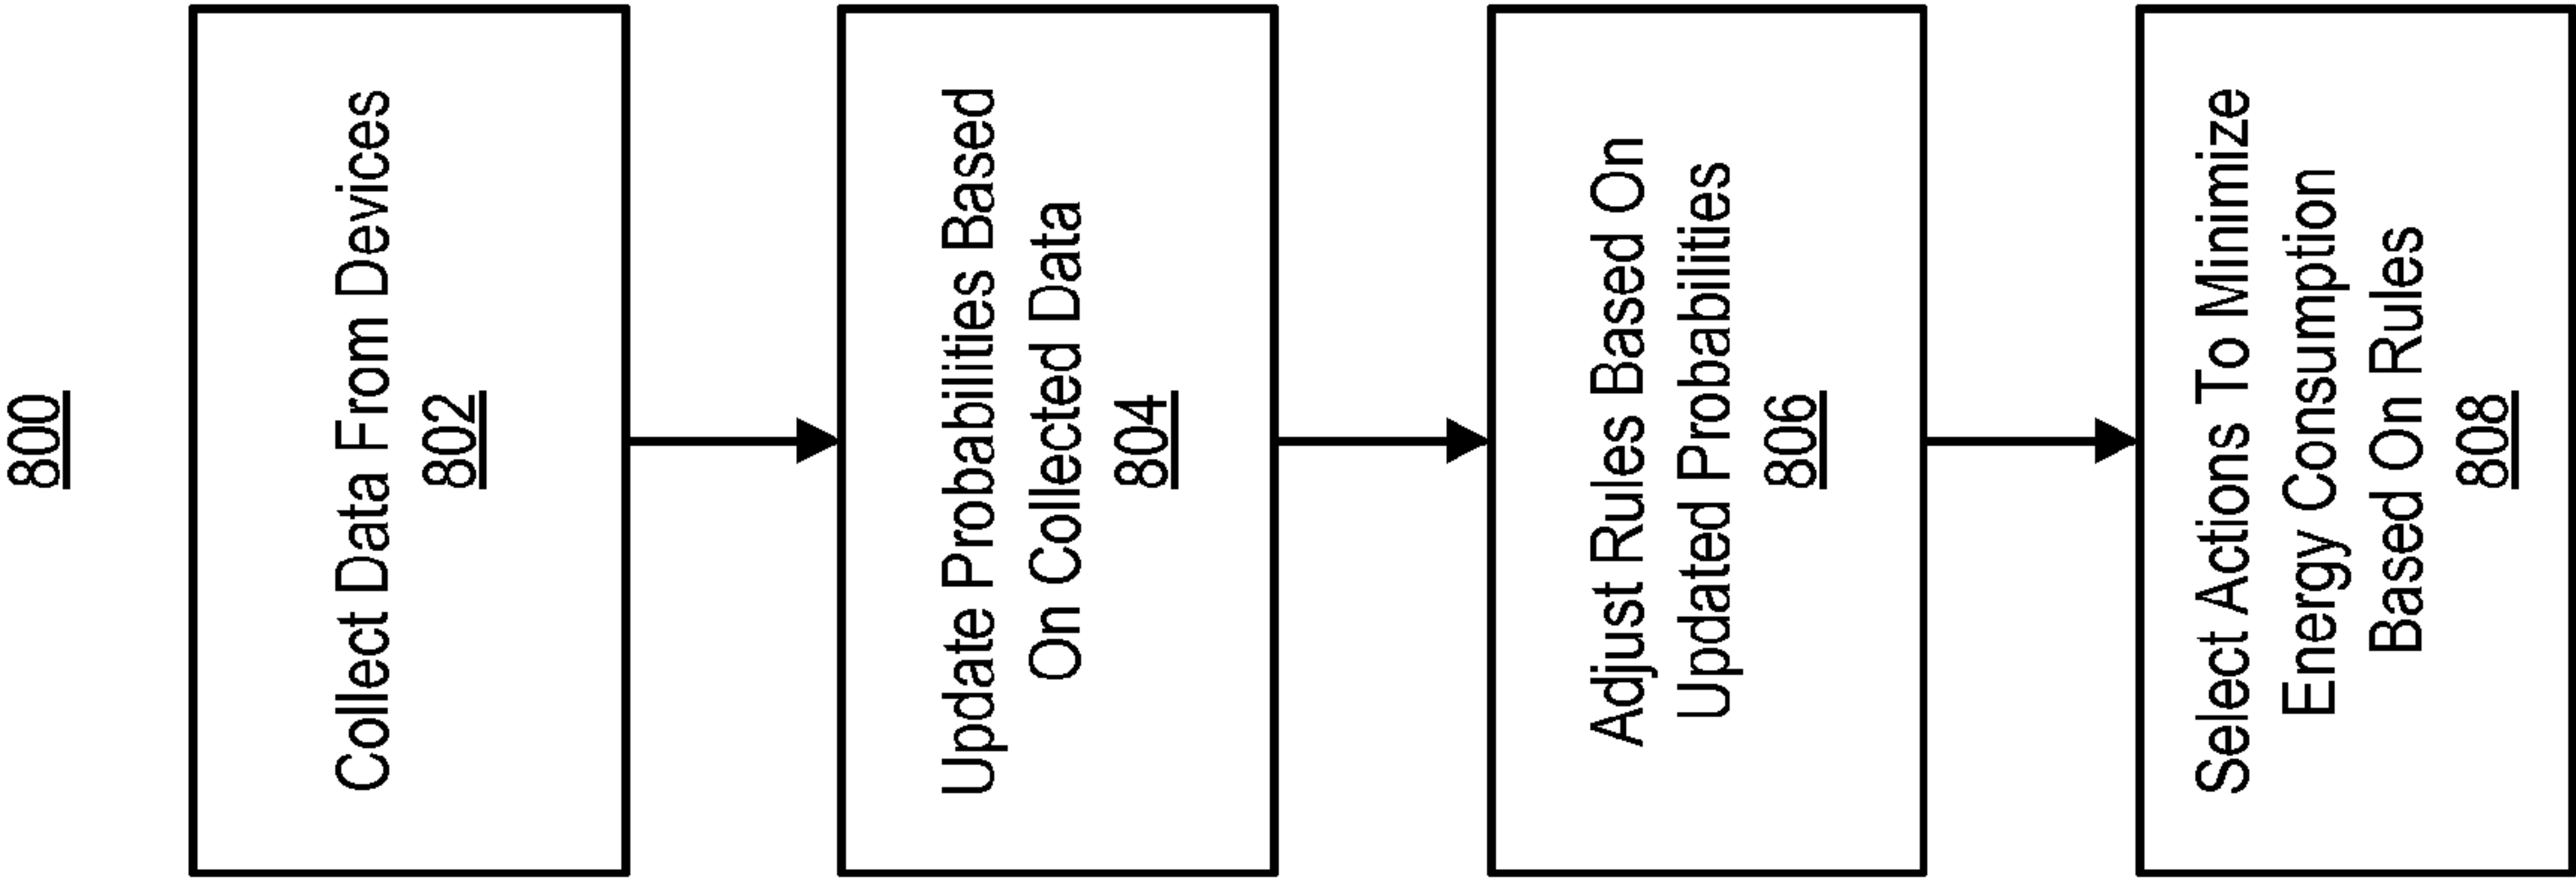 800
Collect Data From Devices
802
Update Probabilities Based
On Collected Data
804
Adjust Rules Based On
Updated Probabilities
806
Select Actions To Minimize
Energy Consumption
Based On Rules
808